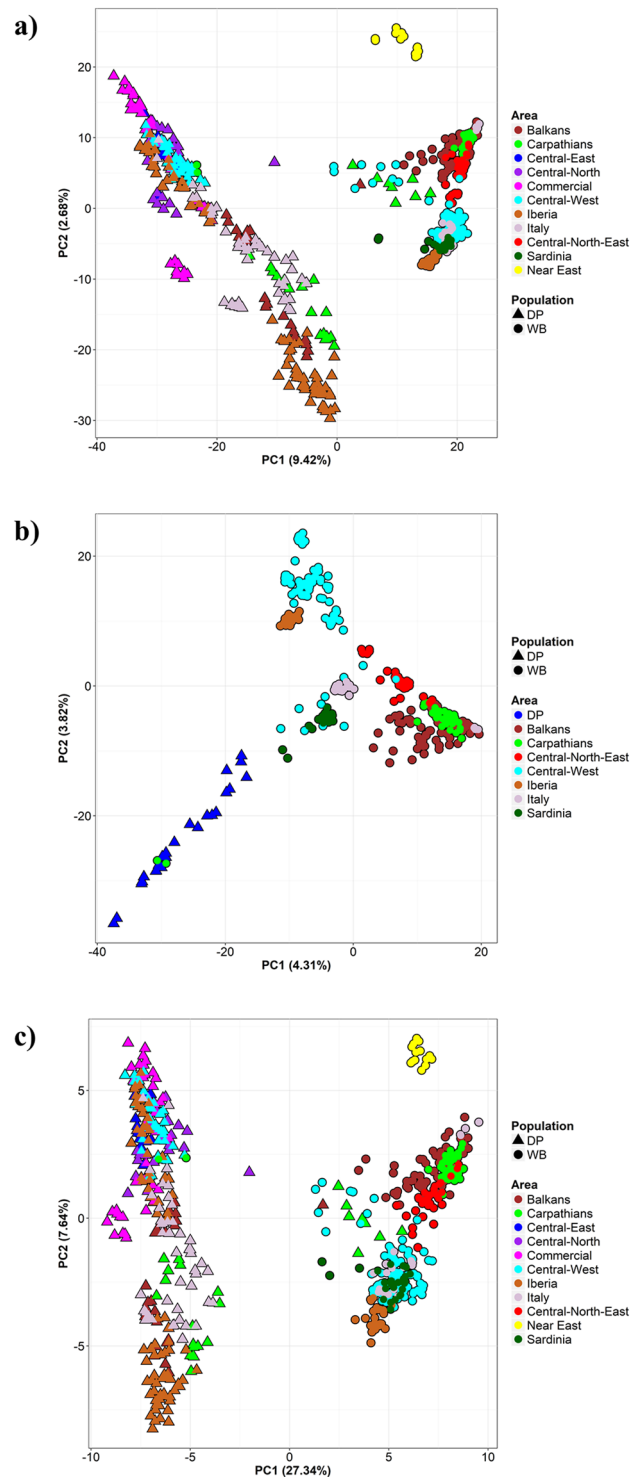 a)
20
10
0
-10
-20
-30
PC2 (2.68%)
-40
-20
0
20
PC1 (9.42%)
Area
Balkans
Carpathians
Central-East
Central-North
Commercial
Central-West
Iberia
Italy
Central-North-East
Sardinia
Near East
Population
DP
WB
b)
20
0
-20
PC2 (3.82%)
-40
-20
0
20
PC1 (4.31%)
Population
DP
WB
Area
DP
Balkans
Carpathians
Central-North-East
Central-West
Iberia
Italy
Sardinia
c)
5
0
-5
PC2 (7.64%)
-10
-5
0
5
10
PC1 (27.34%)
Population
DP
WB
Area
Balkans
Carpathians
Central-East
Central-North
Commercial
Central-West
Iberia
Italy
Central-North-East
Near East
Sardinia